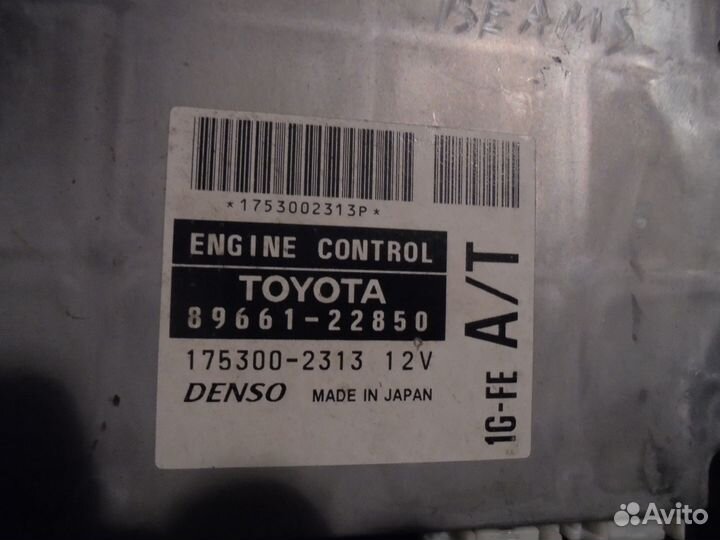 BEAMS
*1753002313P*
ENGINE CONTROL
TOYOTA
89661-22850
175300-2313 12V
DENSO MADE IN JAPAN
1G-FE A/T
Avito